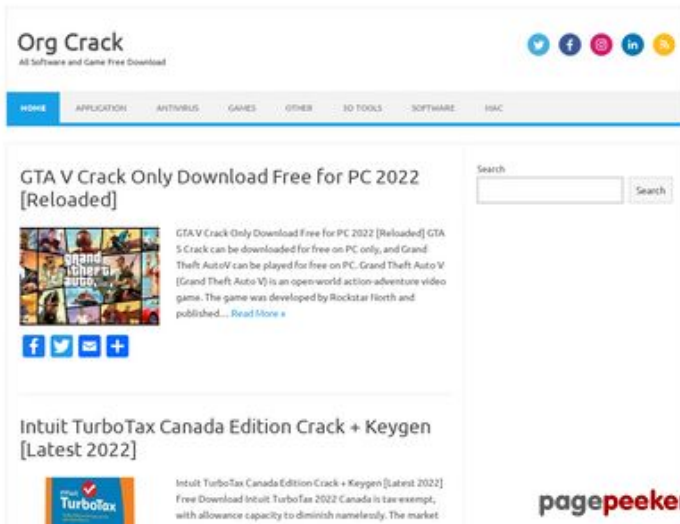 Org Crack
All Software and Game Free Download
HOME APPLICATION ANTIVIRUS GAMES OTHER 3D TOOLS SOFTWARE MAC
GTA V Crack Only Download Free for PC 2022
[Reloaded]
grand
theft
auto
GTA V Crack Only Download Free for PC 2022 [Reloaded] GTA
5 Crack can be downloaded for free on PC only, and Grand
Theft AutoV can be played for free on PC. Grand Theft Auto V
(Grand Theft Auto V) is an open-world action-adventure video
game. The game was developed by Rockstar North and
published… Read More »
Search
Search
Intuit TurboTax Canada Edition Crack + Keygen
[Latest 2022]
intuit
TurboTax
Intuit TurboTax Canada Edition Crack + Keygen [Latest 2022]
Free Download Intuit TurboTax 2022 Canada is tax exempt,
with allowance capacity to diminish namelessly. The market
pagepeeker